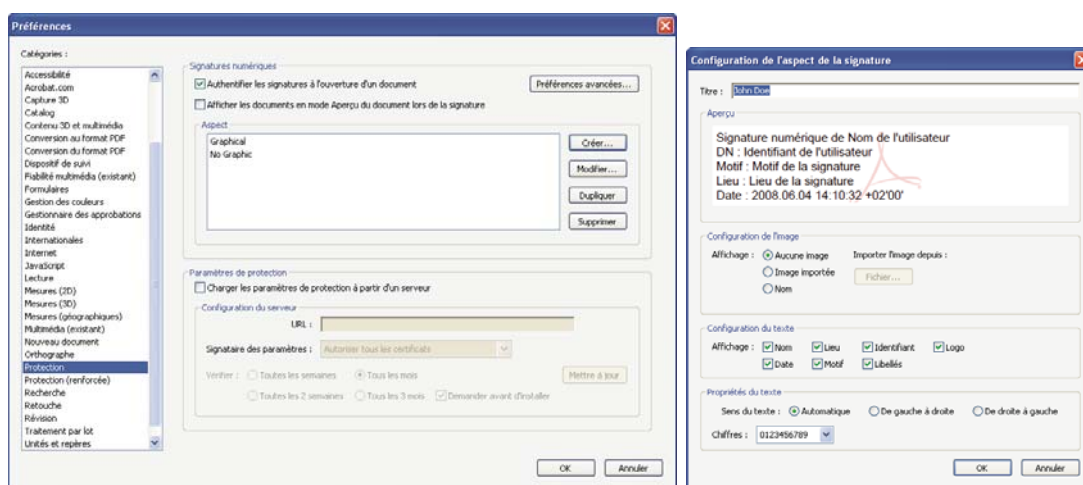 Préférences
Catégories :
Accessibilité
Acrobat.com
Capture 3D
Catalog
Contenu 3D et multimédia
Conversion au format PDF
Conversion du format PDF
Dispositif de suivi
Fiabilité multimédia (existant)
Formulaires
Gestion des couleurs
Gestionnaire des approbations
Identité
Internationales
Internet
JavaScript
Lecture
Mesures (2D)
Mesures (3D)
Mesures (géographiques)
Multimédia (existant)
Nouveau document
Orthographe
Protection
Protection (renforcée)
Recherche
Retouche
Révision
Traitement par lot
Unités et repères
Signatures numériques
Authentifier les signatures à l'ouverture d'un document
Préférences avancées...
Afficher les documents en mode Aperçu du document lors de la signature
Aspect
Graphical
No Graphic
Créer...
Modifier...
Dupliquer
Supprimer
Paramètres de protection
Charger les paramètres de protection à partir d'un serveur
Configuration du serveur
URL :
Signataire des paramètres : Autoriser tous les certificats
Vérifier : Toutes les semaines Tous les mois Mettre à jour
Toutes les 2 semaines Tous les 3 mois Demander avant d'installer
OK Annuler
Configuration de l'aspect de la signature
Titre : John Doe
Aperçu
Signature numérique de Nom de l'utilisateur
DN : Identifiant de l'utilisateur
Motif : Motif de la signature
Lieu : Lieu de la signature
Date : 2008.06.04 14:10:32 +02'00'
Configuration de l'image
Affichage : Aucune image Importer l'image depuis :
Image importée Fichier...
Nom
Configuration du texte
Affichage : Nom Lieu Identifiant Logo
Date Motif Libellés
Propriétés du texte
Sens du texte : Automatique De gauche à droite De droite à gauche
Chiffres : 0123456789
OK Annuler